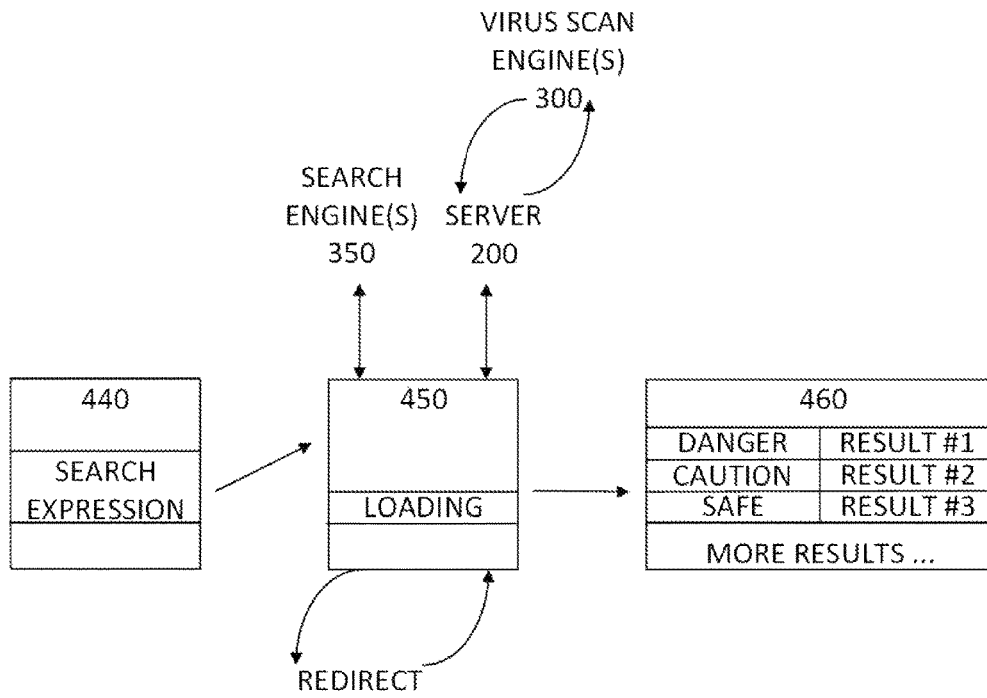 VIRUS SCAN
ENGINE(S)
300
SEARCH
ENGINE(S)
350
SERVER
200
440
SEARCH
EXPRESSION
450
LOADING
460
DANGER RESULT #1
CAUTION RESULT #2
SAFE RESULT #3
MORE RESULTS ...
REDIRECT